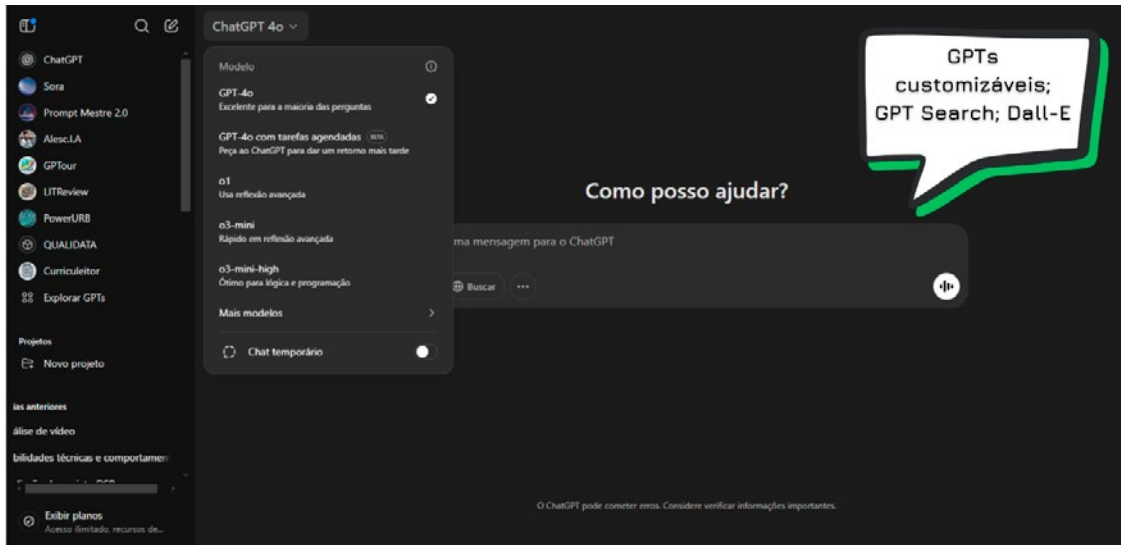 ChatGPT 4o
ChatGPT
Sora
Prompt Mestre 2.0
Alesc.I.A
GPTour
LITReview
PowerURB
QUALIDATA
Curriculeitor
Explorar GPTs
Projetos
Novo projeto
ias anteriores
álise de vídeo
bilidades técnicas e comportamen
Exibir planos
Acesso ilimitado, recursos de...
Modelo
GPT-4o
Excelente para a maioria das perguntas
GPT-4o com tarefas agendadas BETA
Peça ao ChatGPT para dar um retorno mais tarde
o1
Usa reflexão avançada
o3-mini
Rápido em reflexão avançada
o3-mini-high
Ótimo para lógica e programação
Mais modelos
Chat temporário
Como posso ajudar?
ma mensagem para o ChatGPT
Buscar
O ChatGPT pode cometer erros. Considere verificar informações importantes.
GPTs
customizáveis;
GPT Search; Dall-E